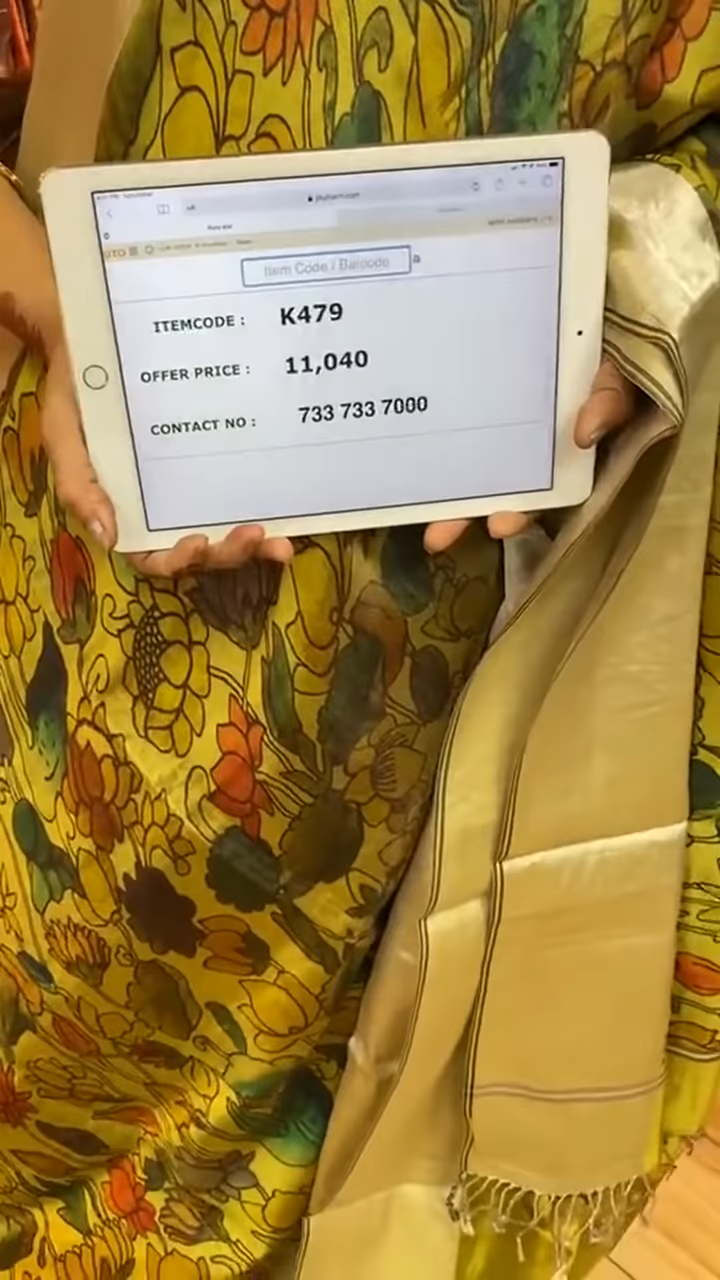 Item Code / Barcode
ITEMCODE : K479
OFFER PRICE : 11,040
CONTACT NO : 733 733 7000